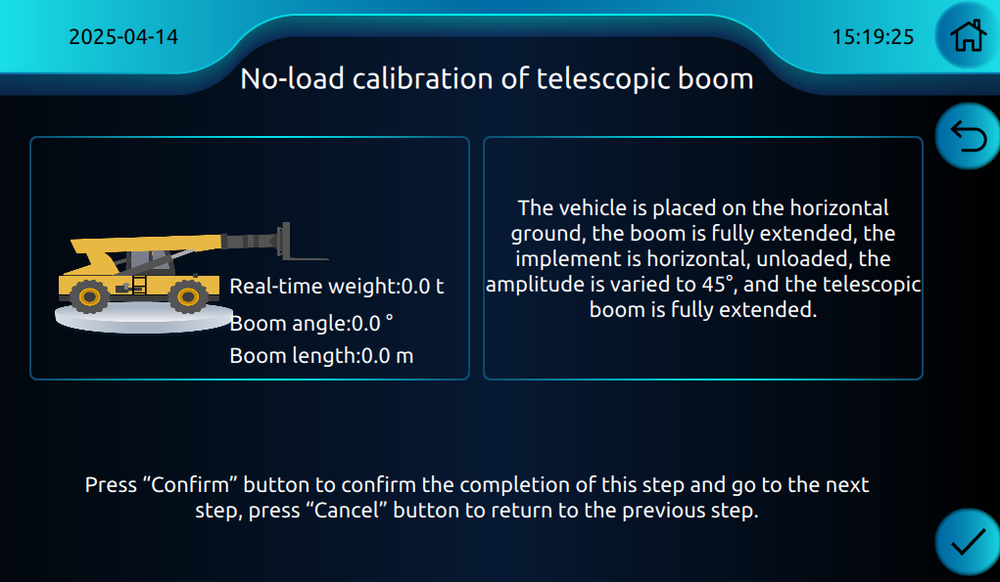 2025-04-14
15:19:25
No-load calibration of telescopic boom
The vehicle is placed on the horizontal
ground, the boom is fully extended, the
implement is horizontal, unloaded, the
amplitude is varied to 45°, and the telescopic
boom is fully extended.
Real-time weight:0.0 t
Boom angle:0.0 °
Boom length:0.0 m
Press “Confirm” button to confirm the completion of this step and go to the next
step, press “Cancel” button to return to the previous step.